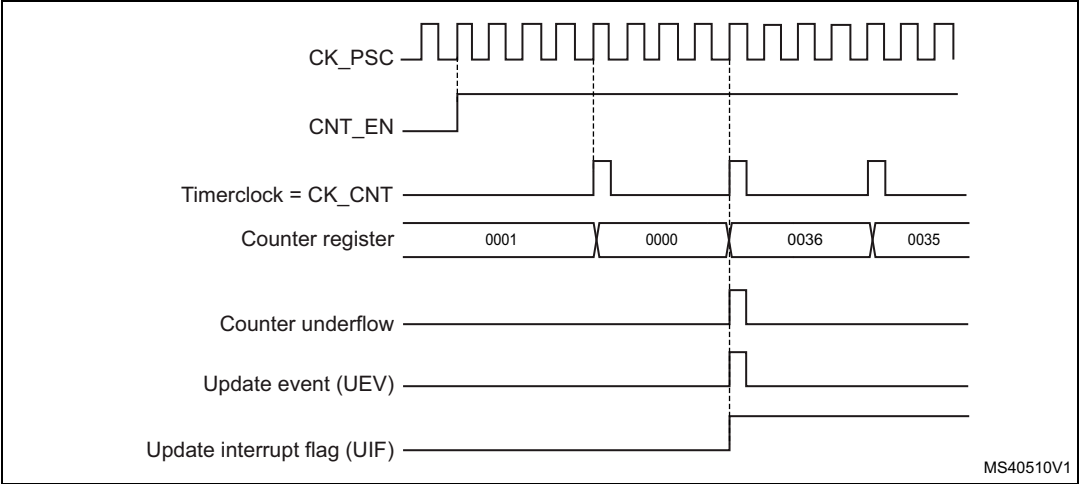 CK_PSC
CNT_EN
Timerclock = CK_CNT
Counter register 0001 0000 0036 0035
Counter underflow
Update event (UEV)
Update interrupt flag (UIF)
MS40510V1